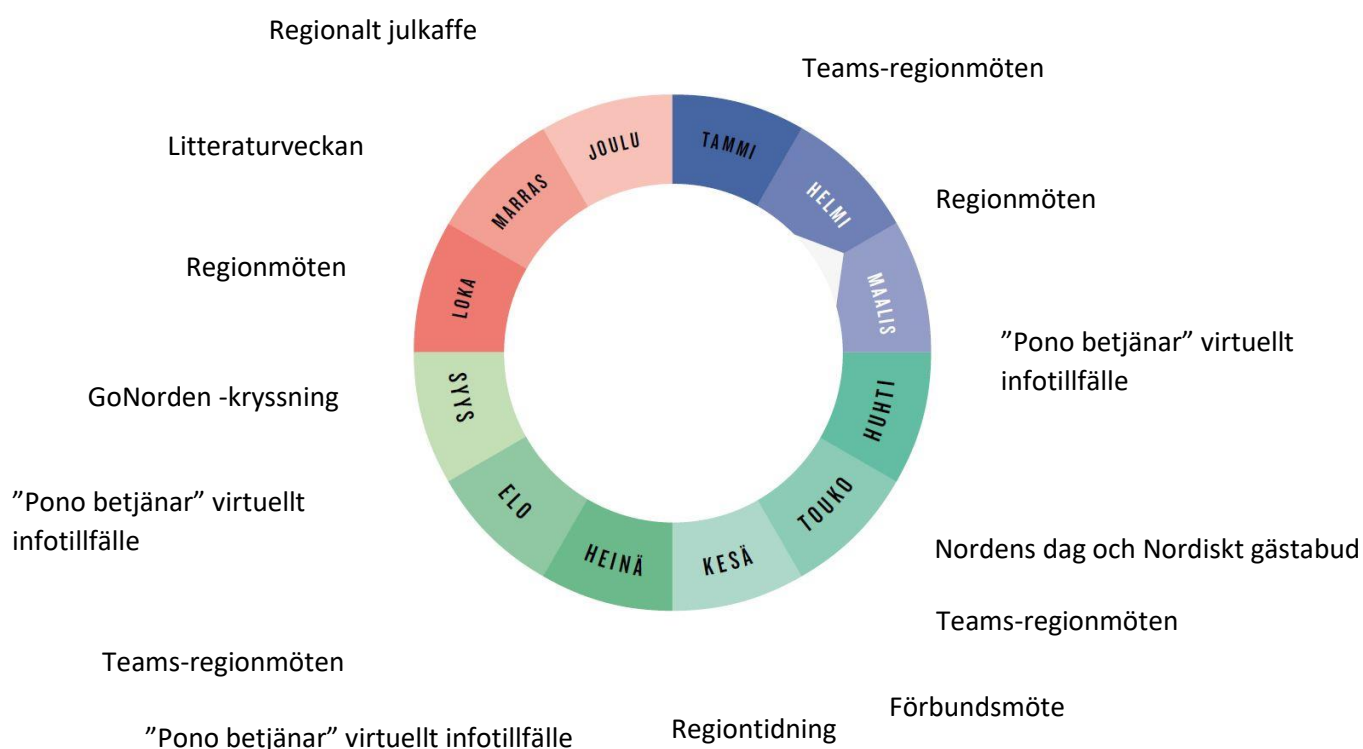 Regionalt julkaffe
Teams-regionmöten
Litteraturveckan
Regionmöten
Regionmöten
”Pono betjänar” virtuellt
infotillfälle
GoNorden -kryssning
”Pono betjänar” virtuellt
infotillfälle
Nordens dag och Nordiskt gästabud
Teams-regionmöten
Teams-regionmöten
Förbundsmöte
Regiontidning
”Pono betjänar” virtuellt infotillfälle
TAMMI
HELMI
MAALIS
HUHTI
TOUKO
KESÄ
HEINÄ
ELO
SYYS
LOKA
MARRAS
JOULU